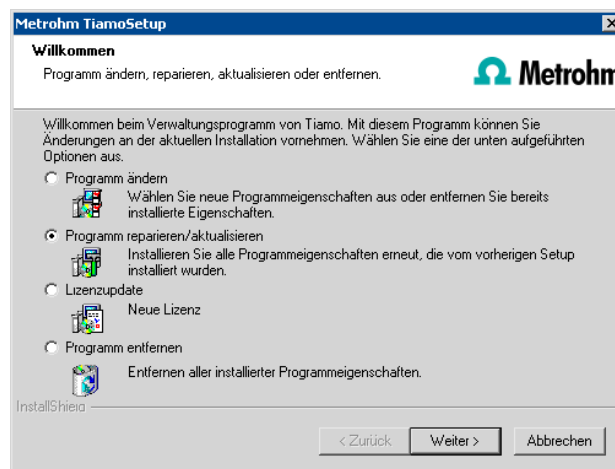 Metrohm TiamoSetup
Willkommen
Programm ändern, reparieren, aktualisieren oder entfernen.
Metrohm
Willkommen beim Verwaltungsprogramm von Tiamo. Mit diesem Programm können Sie
Änderungen an der aktuellen Installation vornehmen. Wählen Sie eine der unten aufgeführten
Optionen aus.
Programm ändern
Wählen Sie neue Programmeigenschaften aus oder entfernen Sie bereits
installierte Eigenschaften.
Programm reparieren/aktualisieren
Installieren Sie alle Programmeigenschaften erneut, die vom vorherigen Setup
installiert wurden.
Lizenzupdate
Neue Lizenz
Programm entfernen
Entfernen aller installierter Programmeigenschaften.
InstallShield
< Zurück
Weiter >
Abbrechen